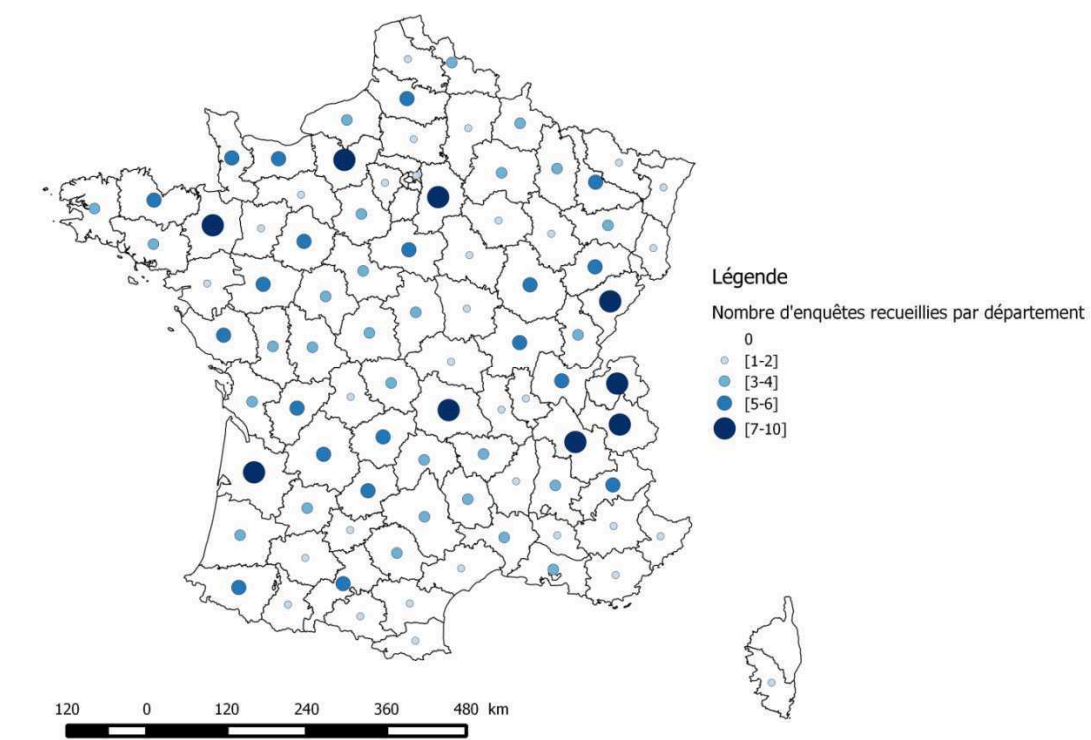 Légende
Nombre d'enquêtes recueillies par département
0
[1-2]
[3-4]
[5-6]
[7-10]
120 0 120 240 360 480 km